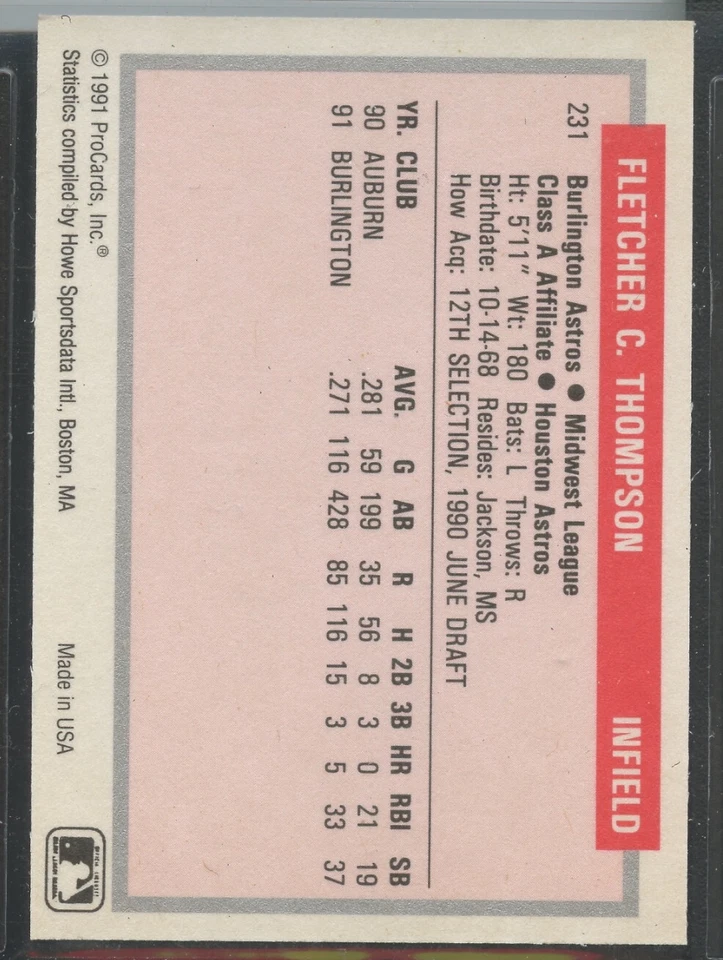 FLETCHER C. THOMPSON INFIELD
231 Burlington Astros ● Midwest League
Class A Affiliate ● Houston Astros
Ht: 5'11" Wt: 180 Bats: L Throws: R
Birthdate: 10-14-68 Resides: Jackson, MS
How Acq: 12TH SELECTION, 1990 JUNE DRAFT
YR. CLUB AVG. G AB R H 2B 3B HR RBI SB
90 AUBURN .281 59 199 35 56 8 3 0 21 19
91 BURLINGTON .271 116 428 85 116 15 3 5 33 37
© 1991 ProCards, Inc.®
Statistics compiled by Howe Sportsdata Intl., Boston, MA Made in USA